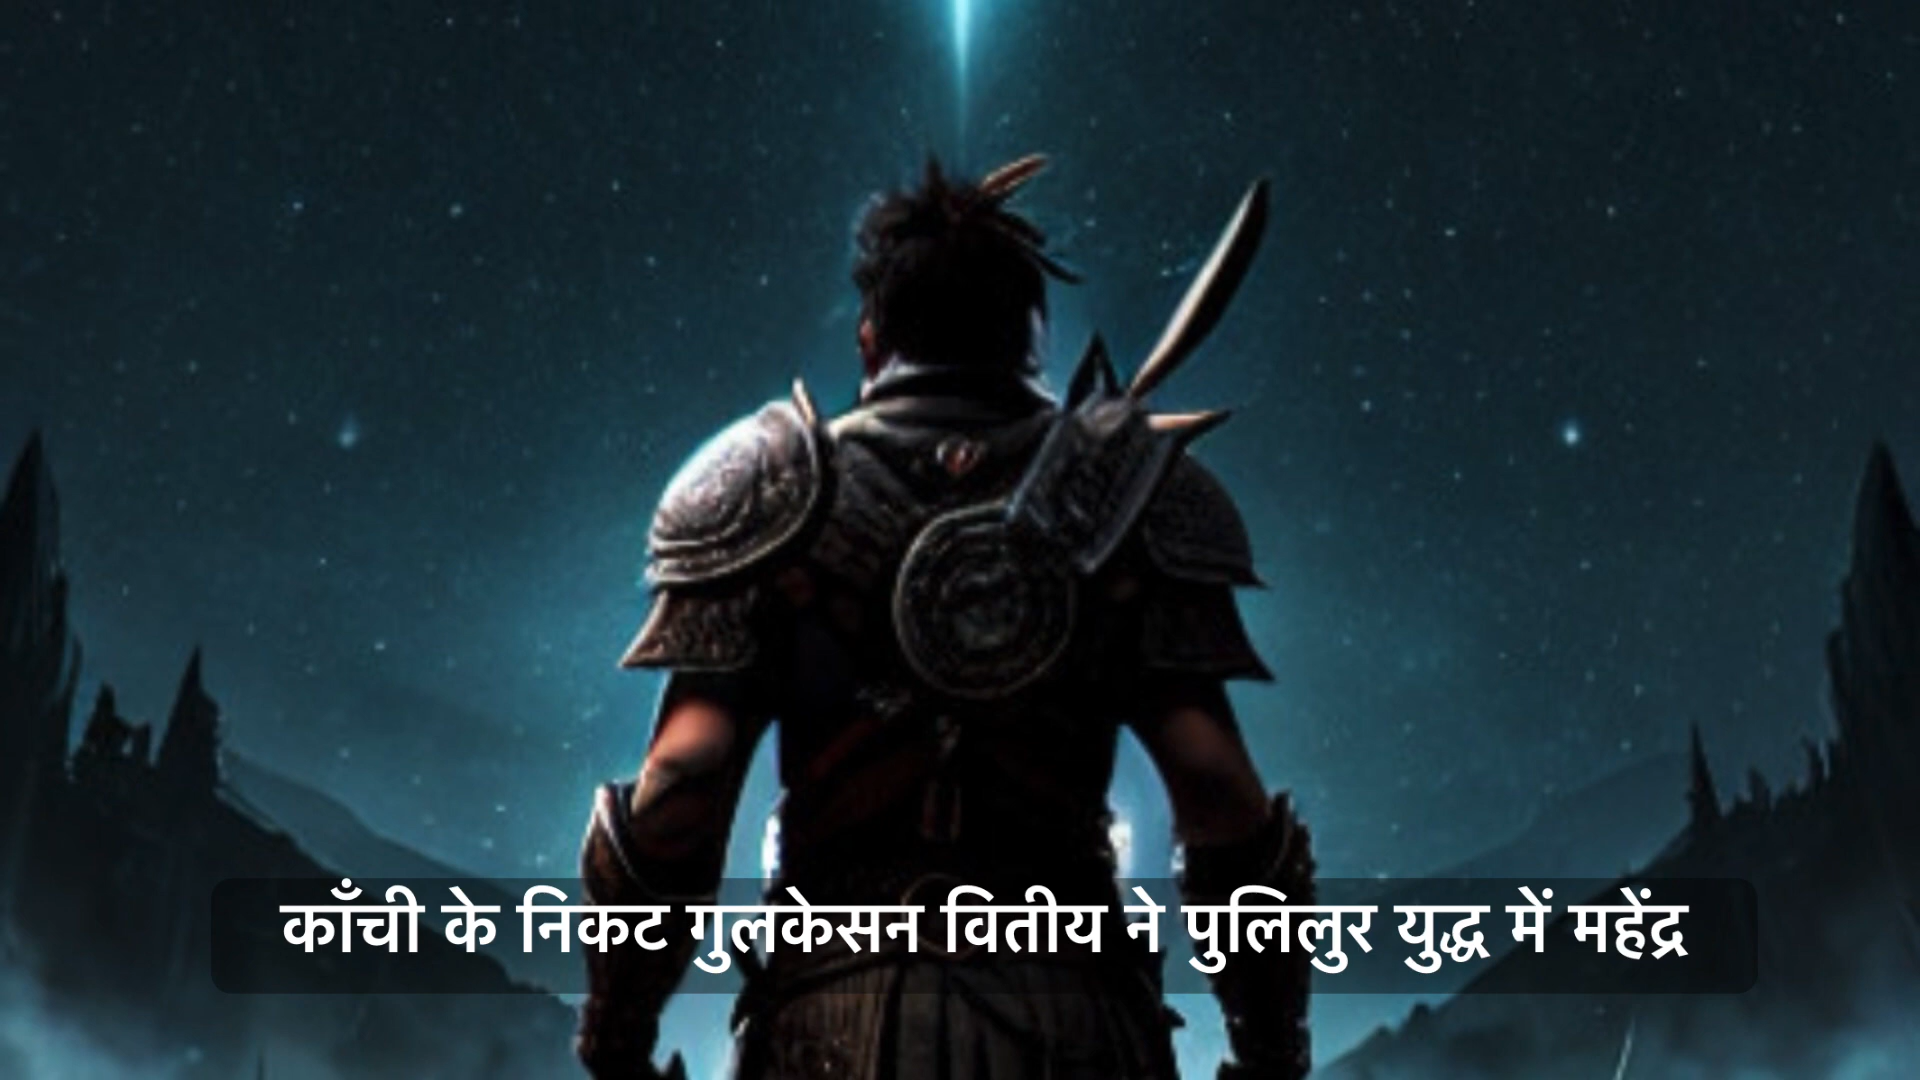 काँची के निकट गुलकेसन वितीय ने पुलिलुर युद्ध में महेंद्र